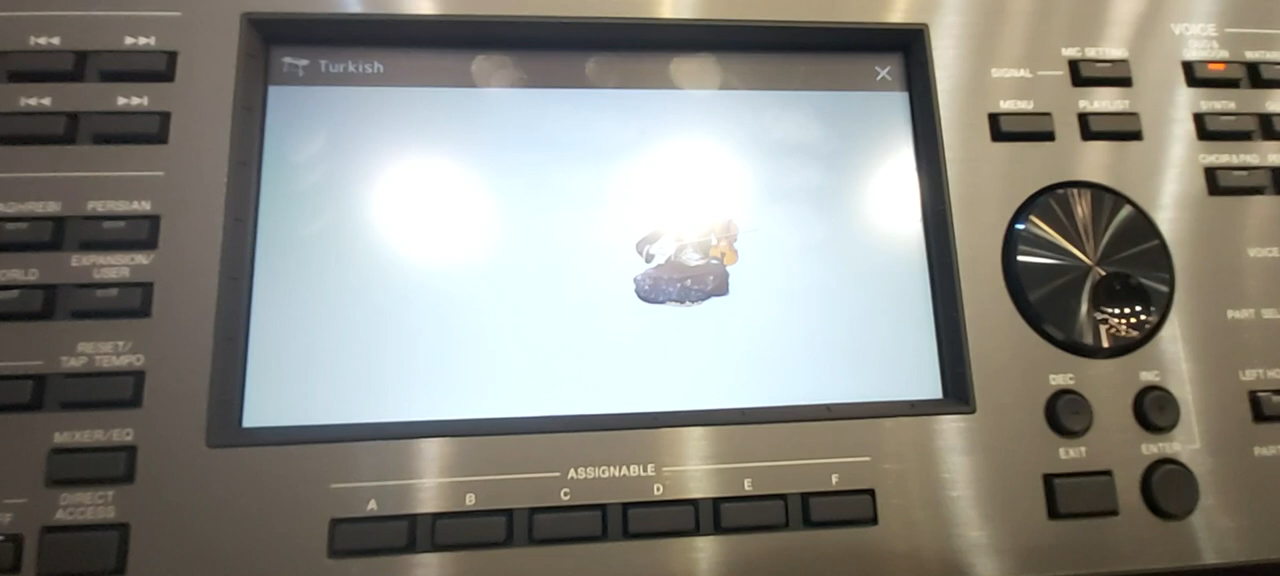 Turkish
PERSIAN
EXPANSION/
USER
RESET/
TAP TEMPO
MIXER/EQ
DIRECT
ACCESS
ASSIGNABLE
A B C D E F
VOICE
MIC SETTING
SIGNAL
MENU
PLAYLIST
SYNTH
DEC
INC
EXIT
ENTER